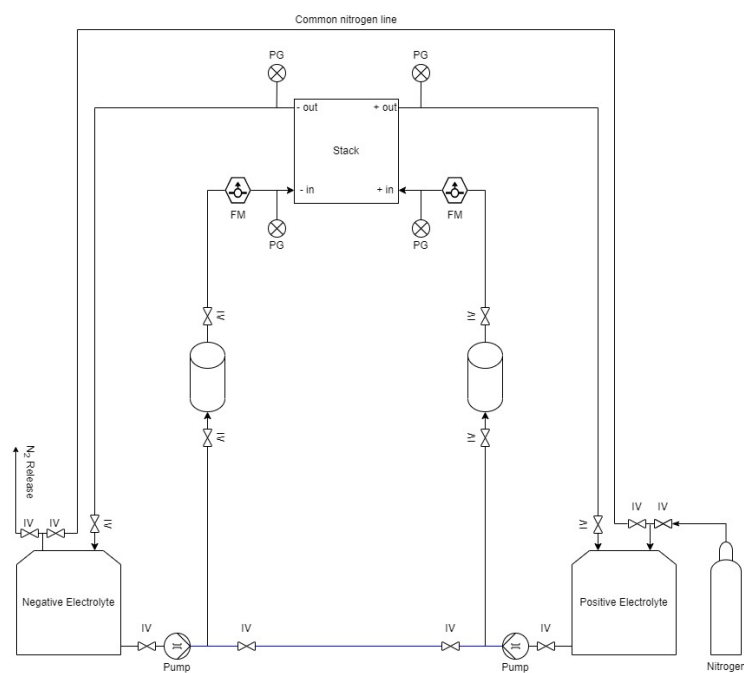 Common nitrogen line
PG
PG
- out
+ out
Stack
- in
+ in
FM
FM
PG
PG
IV
IV
IV
IV
N₂ Release
IV
IV
IV
IV
IV
IV
Negative Electrolyte
Positive Electrolyte
IV
IV
IV
IV
Pump
Pump
Nitrogen